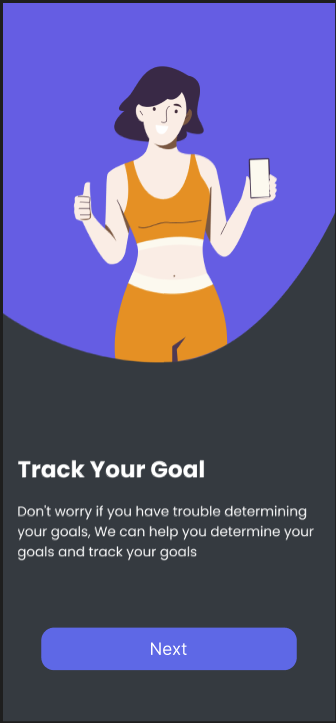 Track Your Goal
Don't worry if you have trouble determining
your goals, We can help you determine your
goals and track your goals
Next